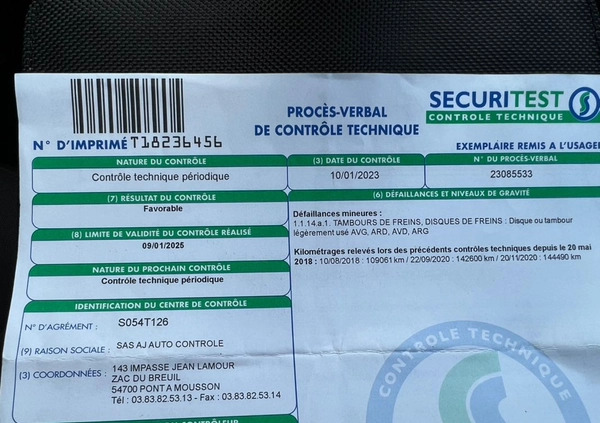 SECURITEST
CONTROLE TECHNIQUE
PROCÈS-VERBAL
DE CONTRÔLE TECHNIQUE
N° D'IMPRIMÉ T18236456
EXEMPLAIRE REMIS A L'USAGER
NATURE DU CONTRÔLE
Contrôle technique périodique
(3) DATE DU CONTRÔLE
10/01/2023
N° DU PROCÈS-VERBAL
23085533
(7) RÉSULTAT DU CONTRÔLE
Favorable
(8) LIMITE DE VALIDITÉ DU CONTRÔLE RÉALISÉ
09/01/2025
NATURE DU PROCHAIN CONTRÔLE
Contrôle technique périodique
(6) DÉFAILLANCES ET NIVEAUX DE GRAVITÉ
Défaillances mineures :
1.1.14.a.1. TAMBOURS DE FREINS, DISQUES DE FREINS : Disque ou tambour
légèrement usé AVG, ARD, AVD, ARG
Kilométrages relevés lors des précédents contrôles techniques depuis le 20 mai
2018 : 10/08/2018 : 109061 km / 22/09/2020 : 142600 km / 20/11/2020 : 144490 km
IDENTIFICATION DU CENTRE DE CONTRÔLE
N° D'AGRÉMENT : S054T126
(9) RAISON SOCIALE : SAS AJ AUTO CONTROLE
(3) COORDONNÉES : 143 IMPASSE JEAN LAMOUR
ZAC DU BREUIL
54700 PONT A MOUSSON
Tél : 03.83.82.53.13 - Fax : 03.83.82.53.14
CONTROLE TECHNIQUE